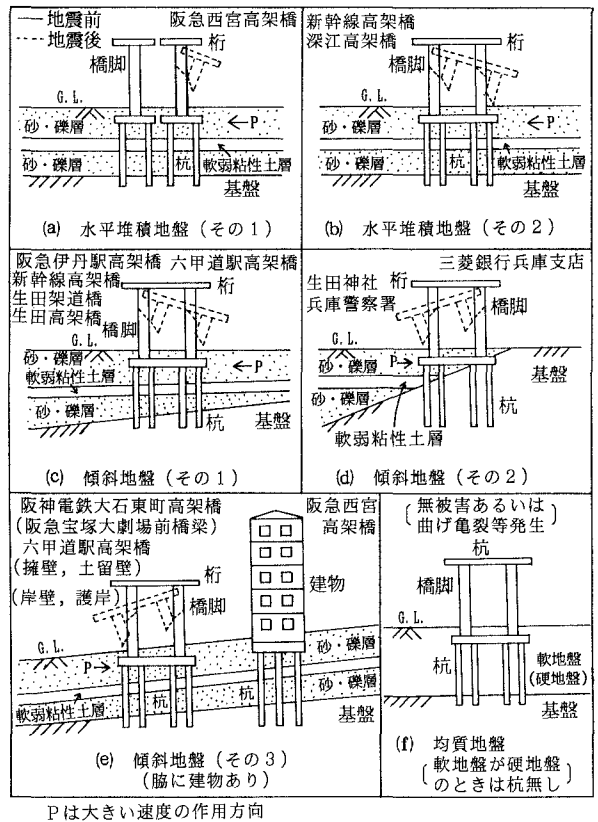 ― 地震前
--- 地震後
阪急西宮高架橋
橋脚
桁
G.L.
砂・礫層
←P
砂・礫層
杭
軟弱粘性土層
基盤
(a) 水平堆積地盤(その1)
新幹線高架橋
深江高架橋
桁
橋脚
G.L.
砂・礫層
←P
砂・礫層
杭
軟弱粘性土層
基盤
(b) 水平堆積地盤(その2)
阪急伊丹駅高架橋 六甲道駅高架橋
新幹線高架橋
生田架道橋
生田高架橋
桁
橋脚
G.L.
砂・礫層
軟弱粘性土層
←P
砂・礫層
杭
基盤
(c) 傾斜地盤(その1)
三菱銀行兵庫支店
生田神社
兵庫警察署
桁
橋脚
G.L.
砂・礫層
P→
砂・礫層
杭
軟弱粘性土層
基盤
(d) 傾斜地盤(その2)
阪神電鉄大石東町高架橋
(阪急宝塚大劇場前橋梁)
六甲道駅高架橋
(擁壁,土留壁)
(岸壁,護岸)
阪急西宮
高架橋
桁
橋脚
建物
G.L.
P→
砂・礫層
軟弱粘性土層
杭
杭
砂・礫層
基盤
(e) 傾斜地盤(その3)
(脇に建物あり)
無被害あるいは
曲げ亀裂等発生
杭
橋脚
G.L.
杭
軟地盤
(硬地盤)
基盤
(f) 均質地盤
軟地盤が硬地盤
のときは杭無し
Pは大きい速度の作用方向